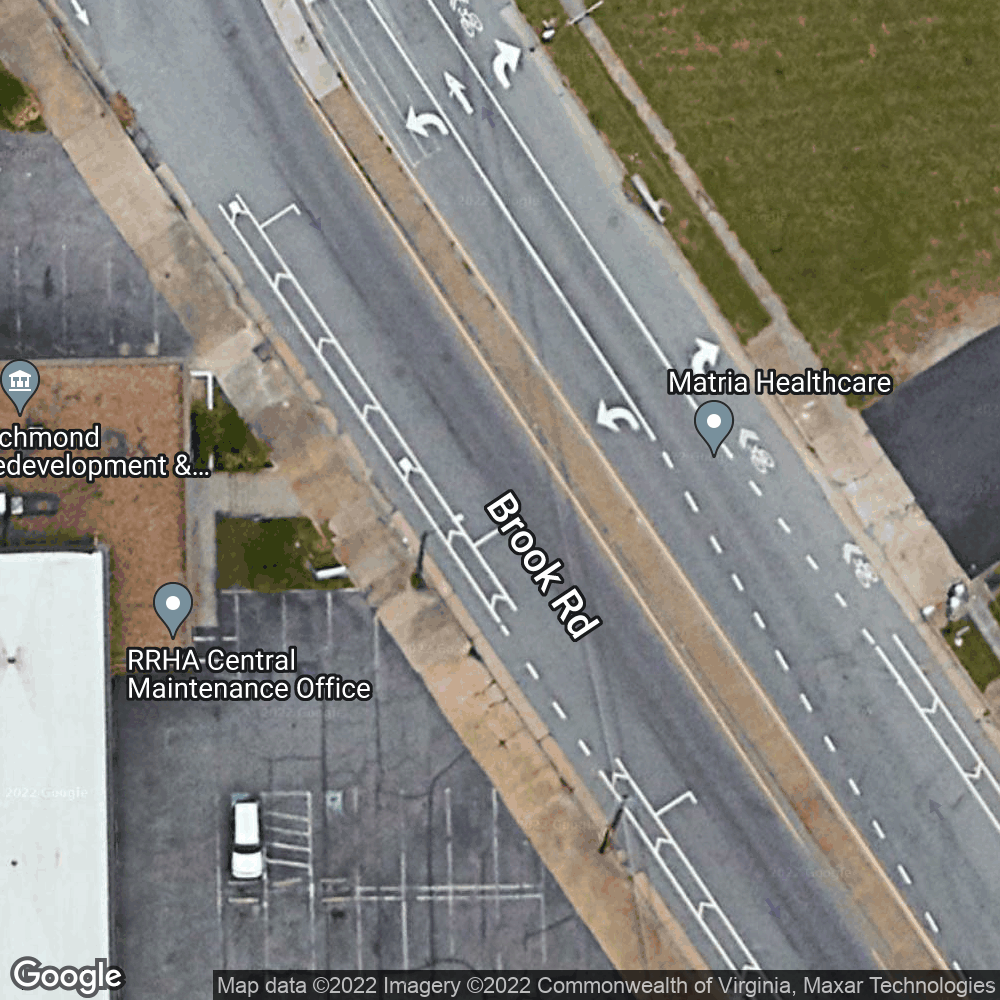 Matria Healthcare
chmond
edevelopment &...
Brook Rd
RRHA Central
Maintenance Office
Google
Map data ©2022 Imagery ©2022 Commonwealth of Virginia, Maxar Technologies